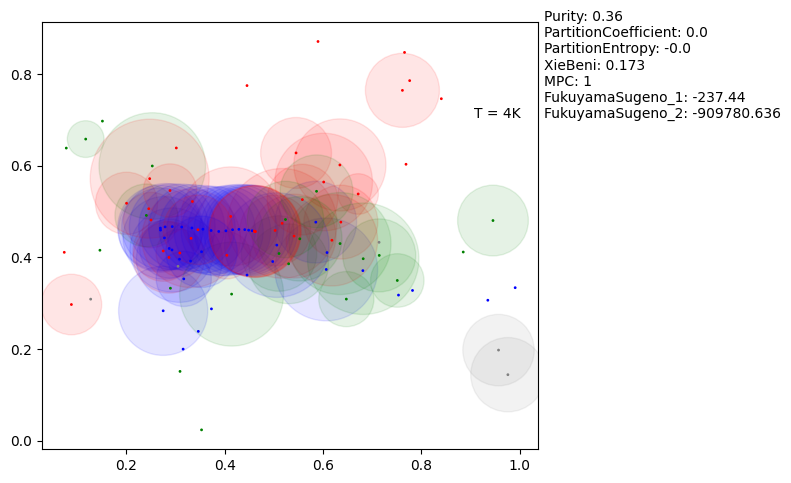 Purity: 0.36
PartitionCoefficient: 0.0
PartitionEntropy: -0.0
XieBeni: 0.173
MPC: 1
FukuyamaSugeno_1: -237.44
FukuyamaSugeno_2: -909780.636
T = 4K
0.8
0.6
0.4
0.2
0.0
0.2 0.4 0.6 0.8 1.0